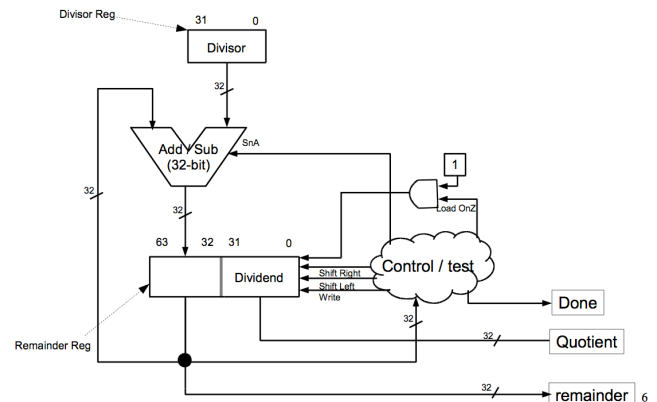 Divisor Reg
31 0
Divisor
32
Add / Sub
(32-bit)
SnA
1
32
Load OnZ
32
63 32 31 0
Dividend
Control / test
Shift Right
Shift Left
Write
Done
32
32
Quotient
Remainder Reg
32
remainder
6